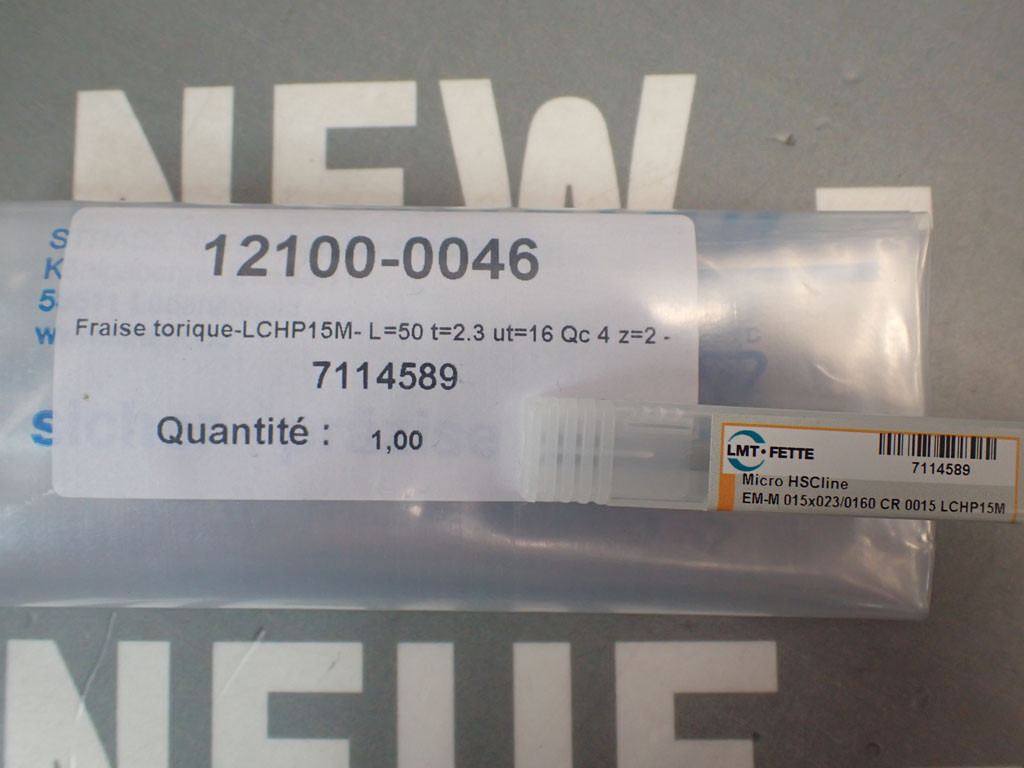 NEW -
12100-0046
Fraise torique-LCHP15M- L=50 t=2.3 ut=16 Qc 4 z=2 -
7114589
Quantité : 1,00
LMT•FETTE
7114589
Micro HSCline
EM-M 015x023/0160 CR 0015 LCHP15M
NEUE